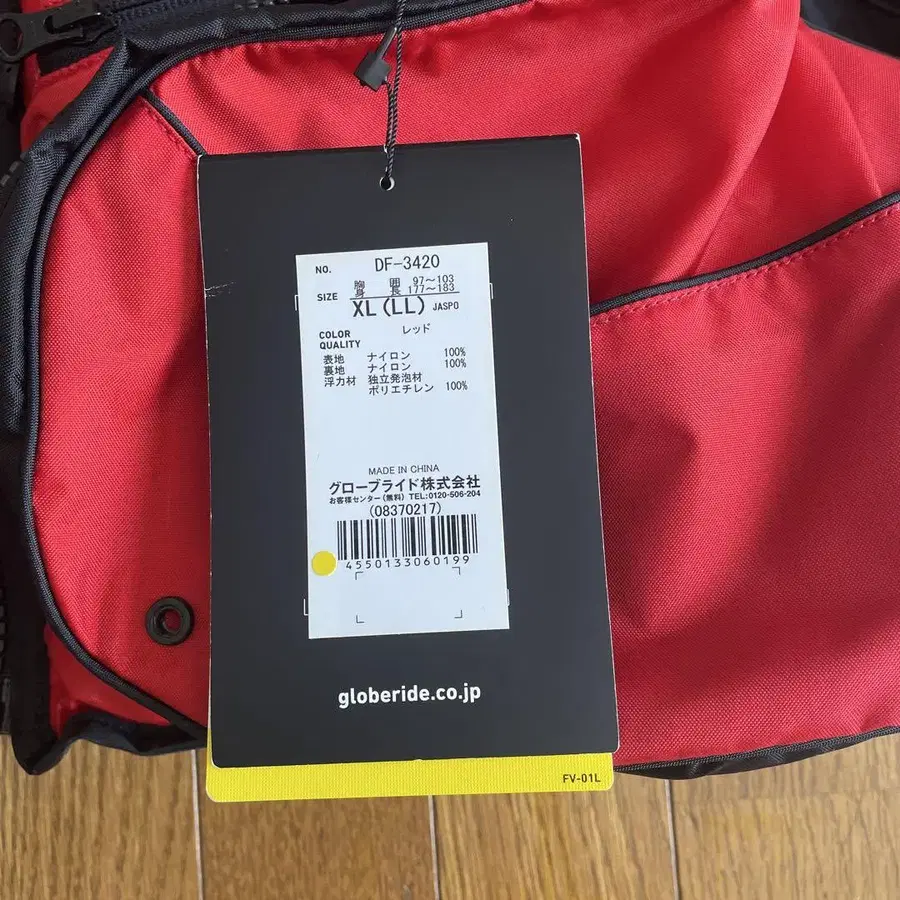 NO. DF-3420
SIZE 胸囲 97〜103
身長 177〜183
XL(LL) JASPO
COLOR レッド
QUALITY
表地 ナイロン 100%
裏地 ナイロン 100%
浮力材 独立発泡材
ポリエチレン 100%
MADE IN CHINA
グローブライド株式会社
お客様センター(無料) TEL:0120-506-204
(08370217)
4550133060199
globeride.co.jp
FV-01L